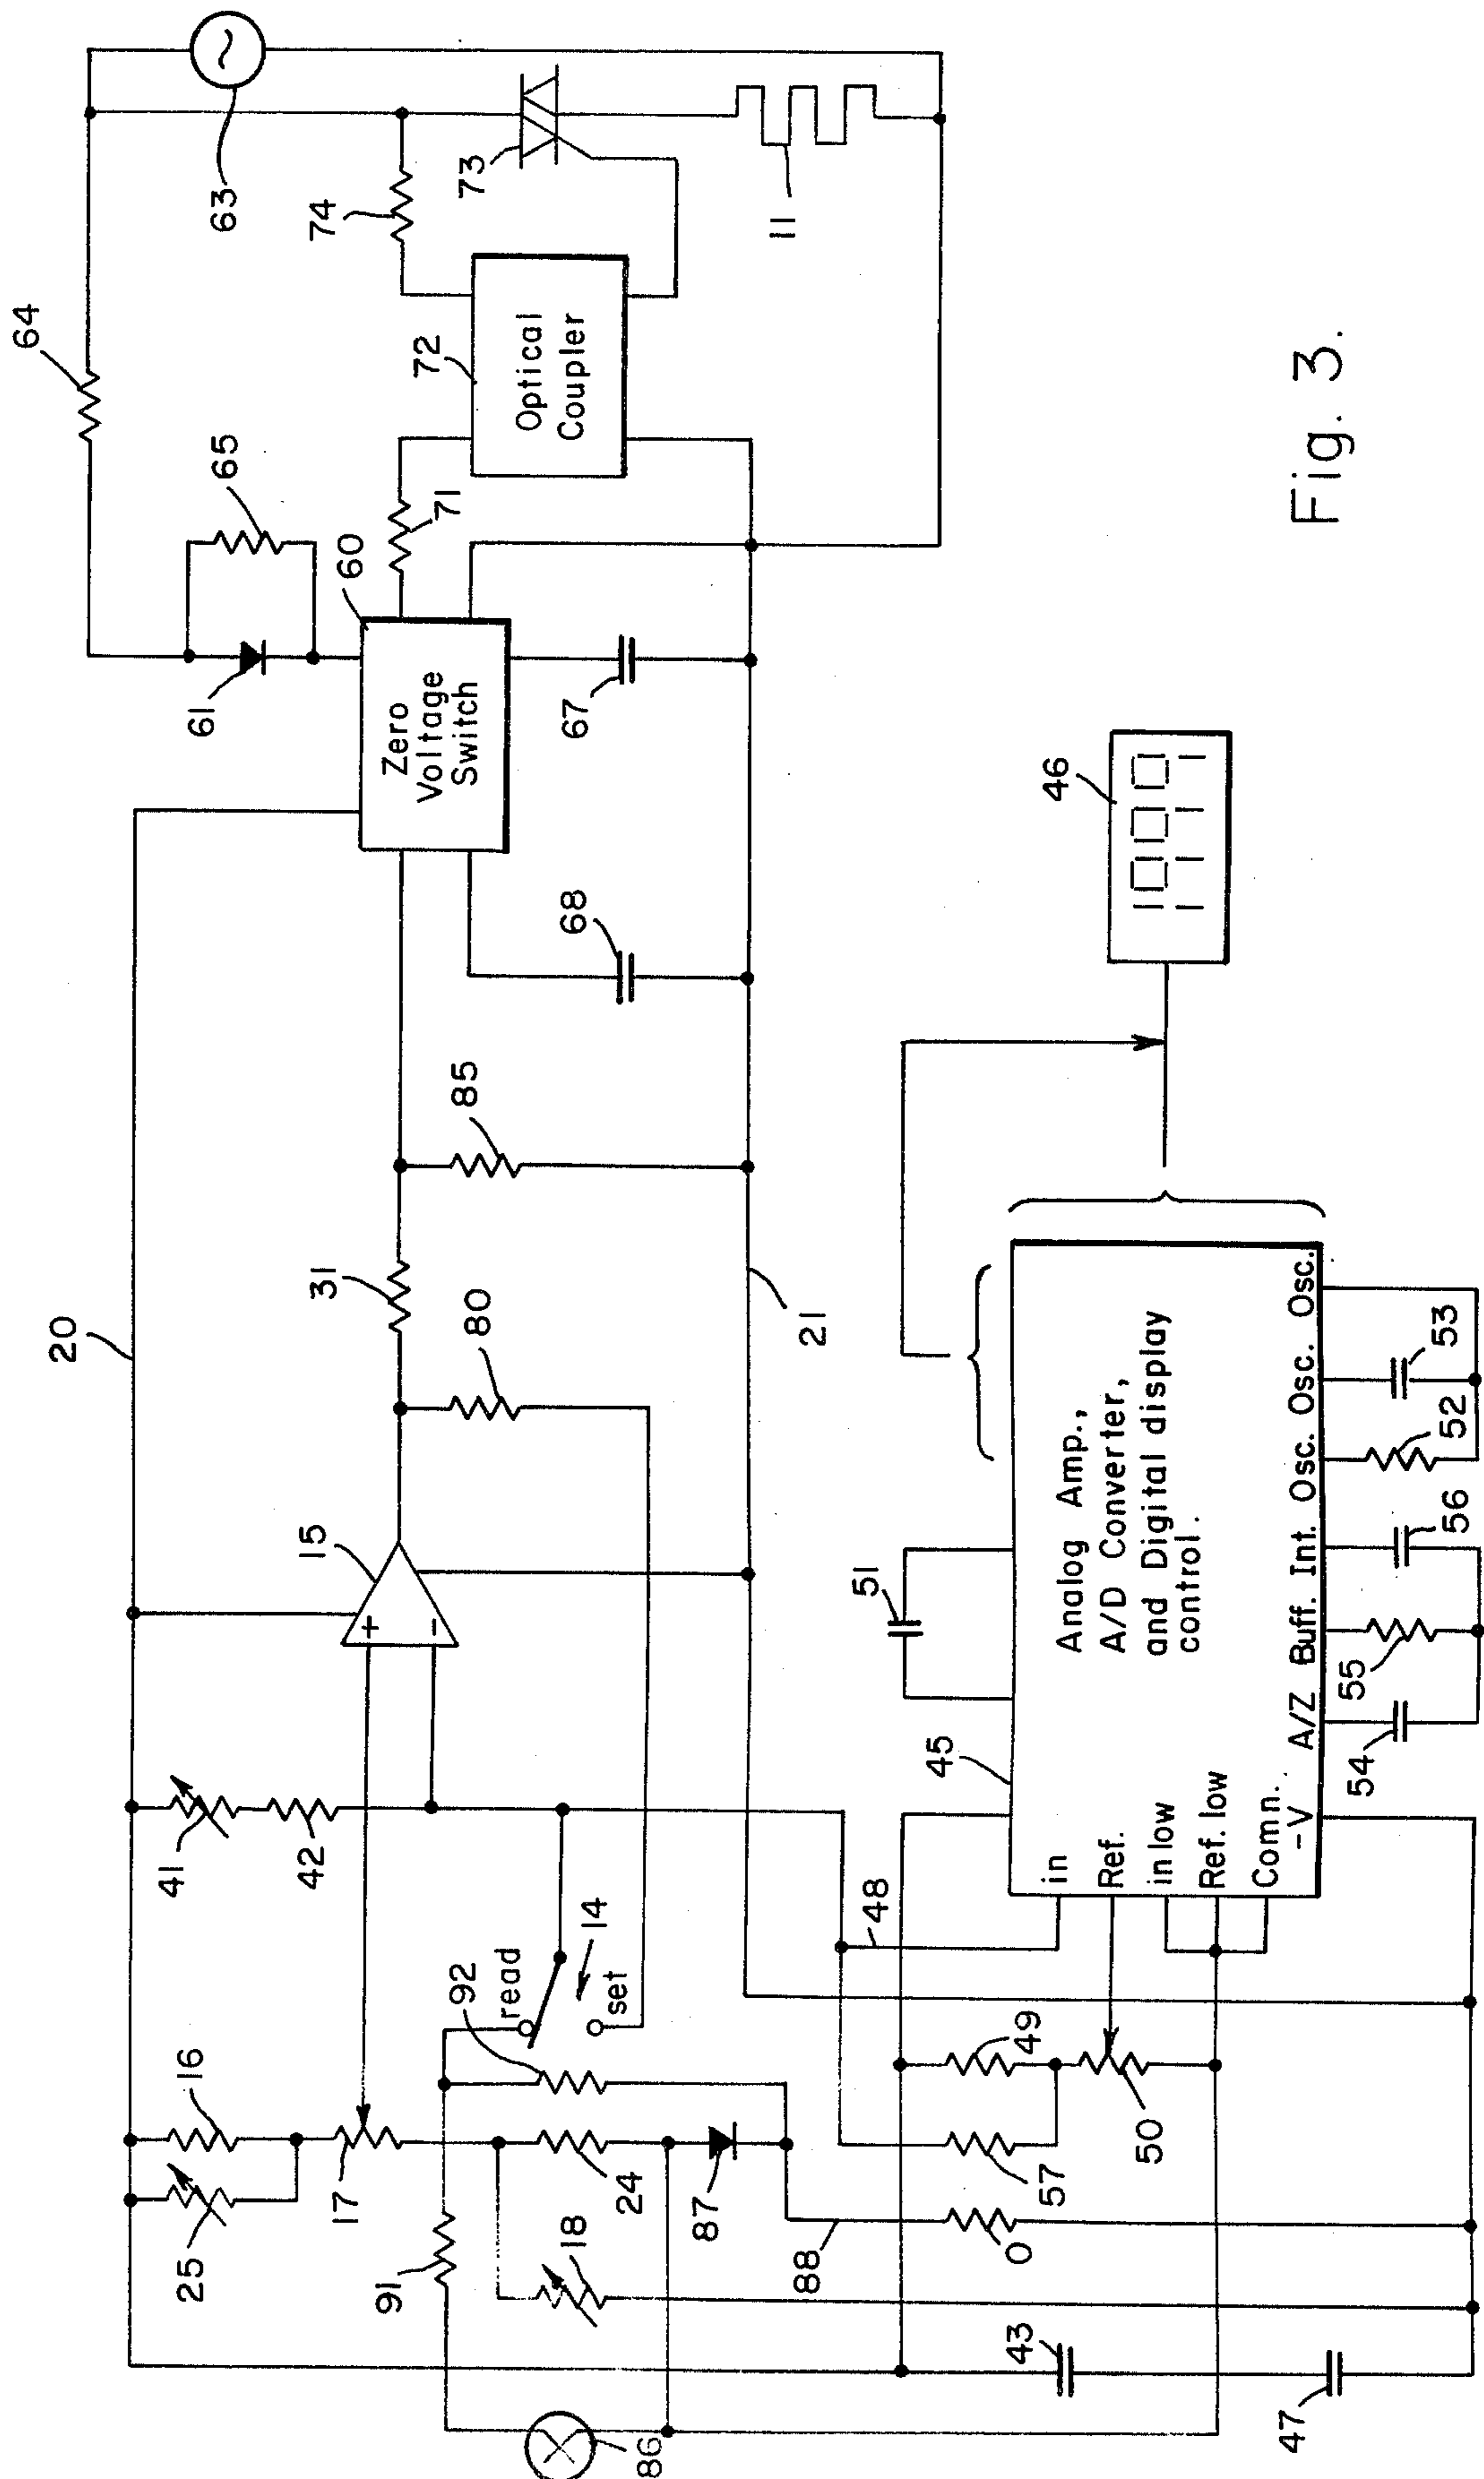 64
63
65
74
73
61
60
71
72
Zero
Voltage
Switch
Optical
Coupler
11
67
68
20
85
31
80
15
+
-
21
41
42
16
25
17
91
92
read
14
set
18
24
87
86
88
0
57
49
50
48
43
47
45
51
46
Analog Amp.,
A/D Converter,
and Digital display
control.
in
Ref.
in low
Ref. low
Comn.
-V
A/Z
Buff.
Int.
Osc.
Osc.
Osc.
54
55
56
52
53
Fig. 3.